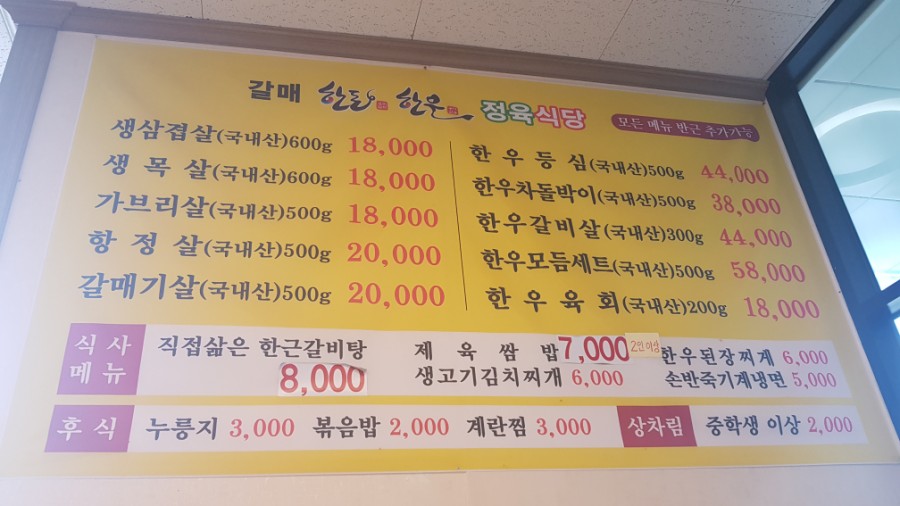 갈매 한돈 한우 정육식당
모든 메뉴 반근 추가가능
생삼겹살(국내산)600g 18,000
생목살(국내산)600g 18,000
가브리살(국내산)500g 18,000
항정살(국내산)500g 20,000
갈매기살(국내산)500g 20,000
한우등심(국내산)500g 44,000
한우차돌박이(국내산)500g 38,000
한우갈비살(국내산)300g 44,000
한우모듬세트(국내산)500g 58,000
한우육회(국내산)200g 18,000
식사 메뉴
직접삶은 한근갈비탕 8,000
제육쌈밥 7,000 2인이상
생고기김치찌개 6,000
한우된장찌게 6,000
손반죽기계냉면 5,000
후식 누룽지 3,000 볶음밥 2,000 계란찜 3,000 상차림 중학생 이상 2,000